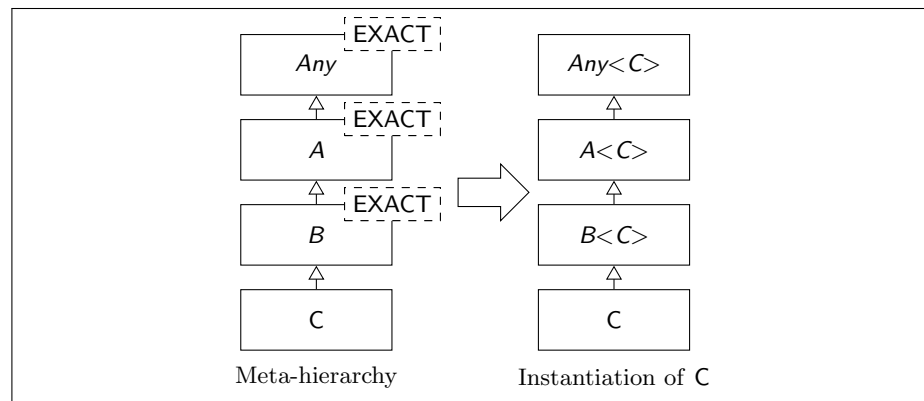 EXACT
Any
EXACT
A
EXACT
B
C
Meta-hierarchy
Any<C>
A<C>
B<C>
C
Instantiation of C